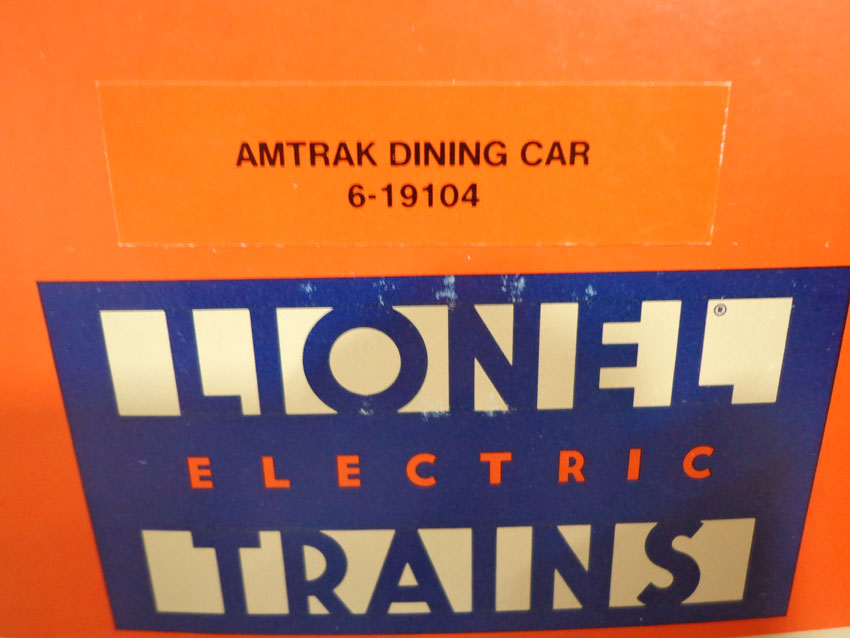 AMTRAK DINING CAR
6-19104
LIONEL®
ELECTRIC
TRAINS